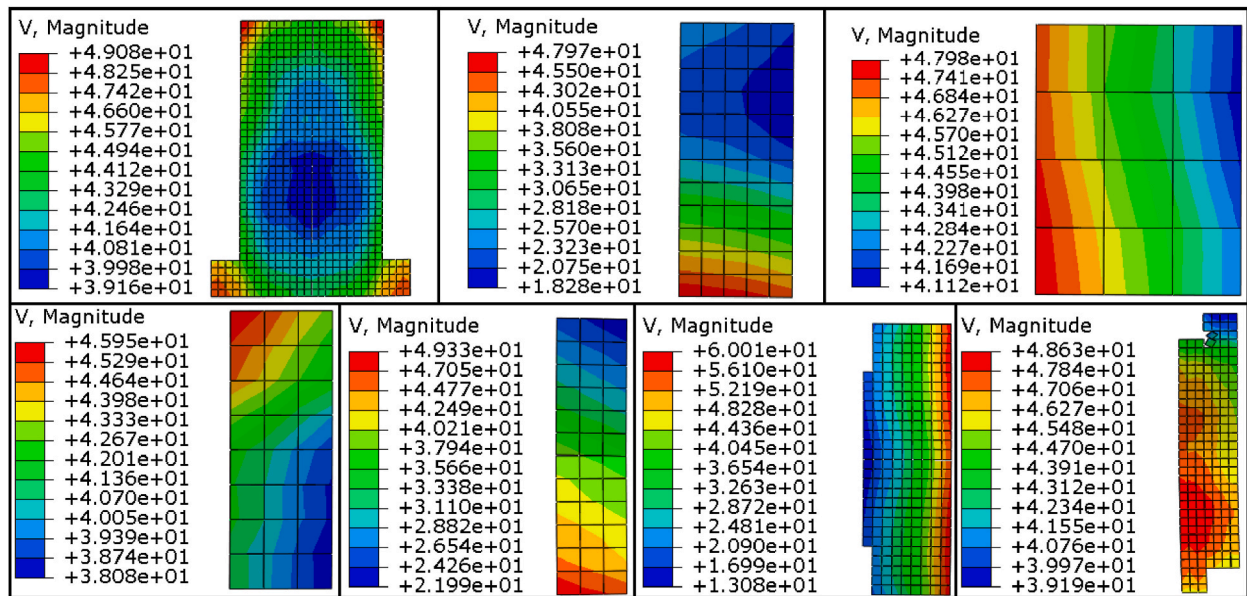 V, Magnitude
+4.908e+01
+4.825e+01
+4.742e+01
+4.660e+01
+4.577e+01
+4.494e+01
+4.412e+01
+4.329e+01
+4.246e+01
+4.164e+01
+4.081e+01
+3.998e+01
+3.916e+01
V, Magnitude
+4.797e+01
+4.550e+01
+4.302e+01
+4.055e+01
+3.808e+01
+3.560e+01
+3.313e+01
+3.065e+01
+2.818e+01
+2.570e+01
+2.323e+01
+2.075e+01
+1.828e+01
V, Magnitude
+4.798e+01
+4.741e+01
+4.684e+01
+4.627e+01
+4.570e+01
+4.512e+01
+4.455e+01
+4.398e+01
+4.341e+01
+4.284e+01
+4.227e+01
+4.169e+01
+4.112e+01
V, Magnitude
+4.595e+01
+4.529e+01
+4.464e+01
+4.398e+01
+4.333e+01
+4.267e+01
+4.201e+01
+4.136e+01
+4.070e+01
+4.005e+01
+3.939e+01
+3.874e+01
+3.808e+01
V, Magnitude
+4.933e+01
+4.705e+01
+4.477e+01
+4.249e+01
+4.021e+01
+3.794e+01
+3.566e+01
+3.338e+01
+3.110e+01
+2.882e+01
+2.654e+01
+2.426e+01
+2.199e+01
V, Magnitude
+6.001e+01
+5.610e+01
+5.219e+01
+4.828e+01
+4.436e+01
+4.045e+01
+3.654e+01
+3.263e+01
+2.872e+01
+2.481e+01
+2.090e+01
+1.699e+01
+1.308e+01
V, Magnitude
+4.863e+01
+4.784e+01
+4.706e+01
+4.627e+01
+4.548e+01
+4.470e+01
+4.391e+01
+4.312e+01
+4.234e+01
+4.155e+01
+4.076e+01
+3.997e+01
+3.919e+01